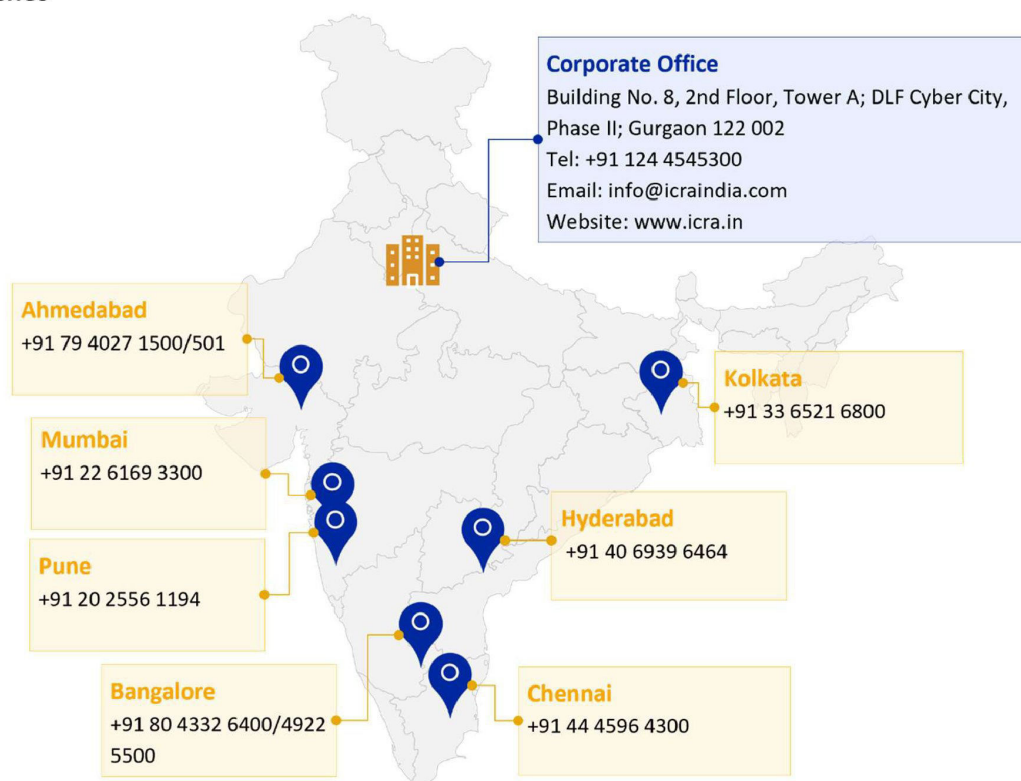 Corporate Office
Building No. 8, 2nd Floor, Tower A; DLF Cyber City,
Phase II; Gurgaon 122 002
Tel: +91 124 4545300
Email: info@icraindia.com
Website: www.icra.in
Ahmedabad
+91 79 4027 1500/501
Kolkata
+91 33 6521 6800
Mumbai
+91 22 6169 3300
Hyderabad
+91 40 6939 6464
Pune
+91 20 2556 1194
Bangalore
+91 80 4332 6400/4922
5500
Chennai
+91 44 4596 4300